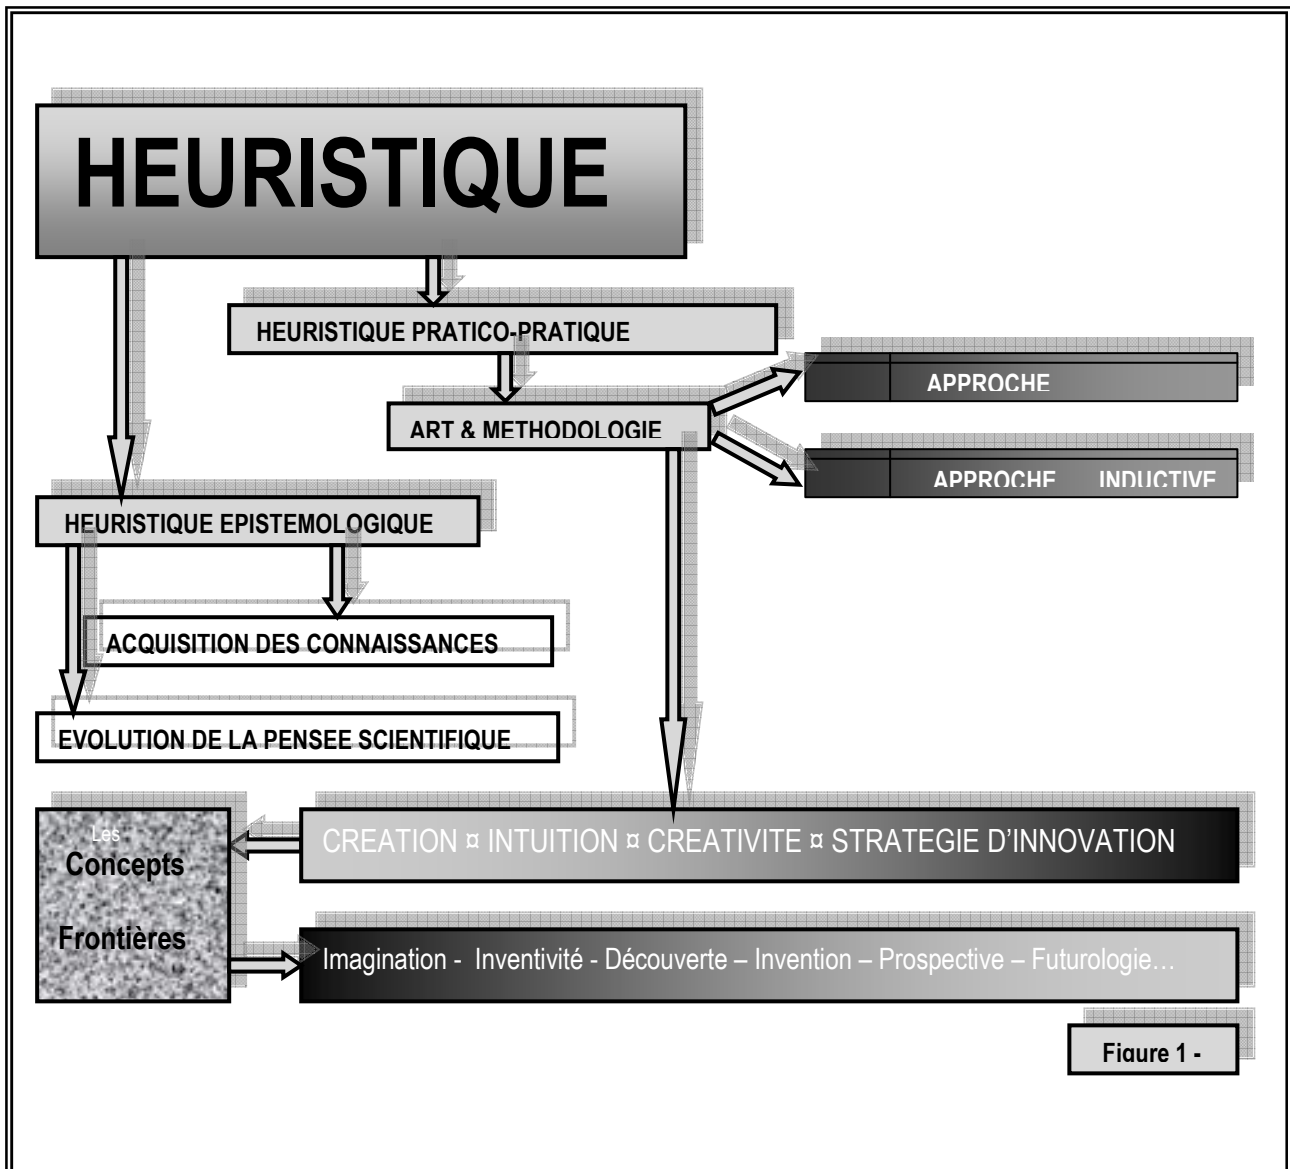 HEURISTIQUE
HEURISTIQUE PRATICO-PRATIQUE
APPROCHE
ART & METHODOLOGIE
APPROCHE INDUCTIVE
HEURISTIQUE EPISTEMOLOGIQUE
ACQUISITION DES CONNAISSANCES
EVOLUTION DE LA PENSEE SCIENTIFIQUE
Les
Concepts
Frontières
CREATION ¤ INTUITION ¤ CREATIVITE ¤ STRATEGIE D’INNOVATION
Imagination - Inventivité - Découverte – Invention – Prospective – Futurologie…
Figure 1 -